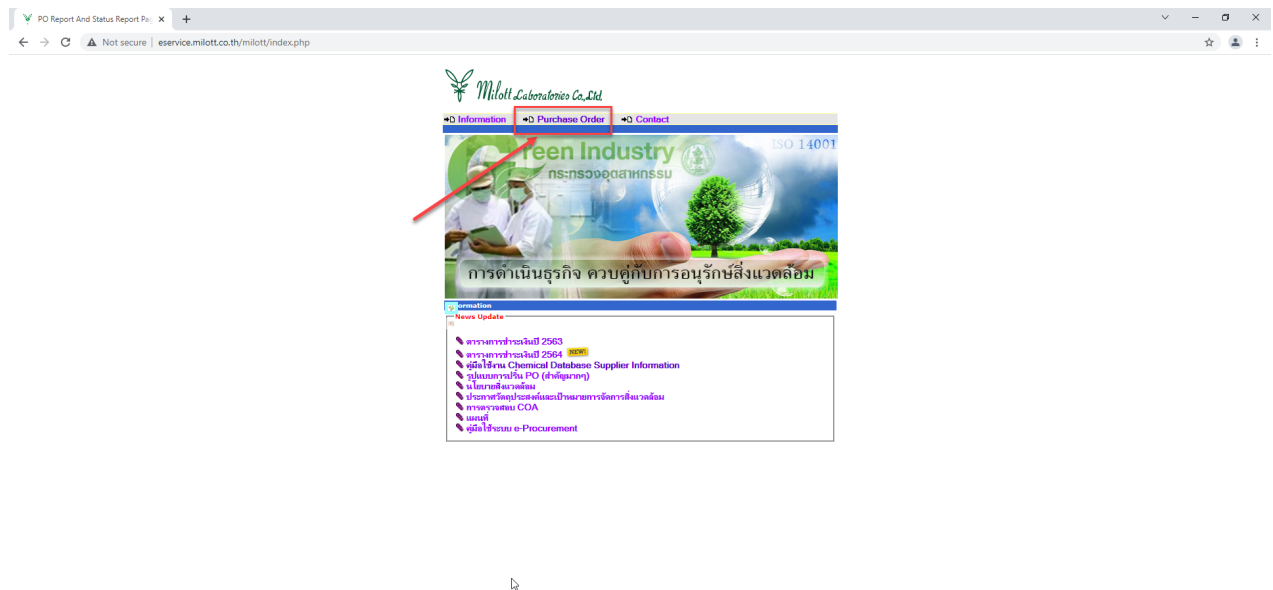 PO Report And Status Report Pag
Not secure | eservice.milott.co.th/milott/index.php
Milott Laboratories Co.,Ltd.
Information Purchase Order Contact
Green Industry
ISO 14001
กระทรวงอุตสาหกรรม
การดำเนินธุรกิจ ควบคู่กับการอนุรักษ์สิ่งแวดล้อม
ormation
News Update
ตารางการชำระเงินปี 2563
ตารางการชำระเงินปี 2564 NEW!
คู่มือใช้งาน Chemical Database Supplier Information
รูปแบบการปริ้น PO (สำคัญมากๆ)
นโยบายสิ่งแวดล้อม
ประกาศวัตถุประสงค์และเป้าหมายการจัดการสิ่งแวดล้อม
การตรวจสอบ COA
แผนที่
คู่มือใช้ระบบ e-Procurement